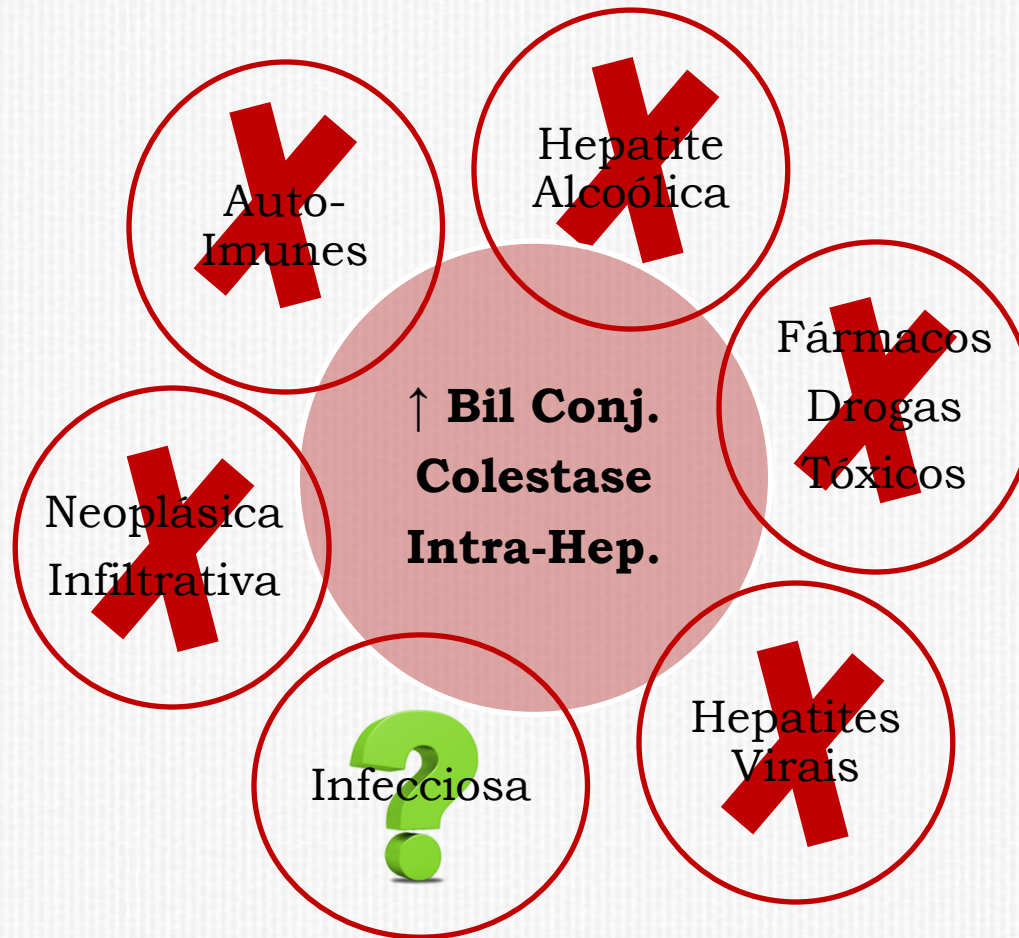 Hepatite
Alcoólica
Auto-
Imunes
Fármacos
Drogas
Tóxicos
↑ Bil Conj.
Colestase
Intra-Hep.
Neoplásica
Infiltrativa
Hepatites
Virais
Infecciosa
?